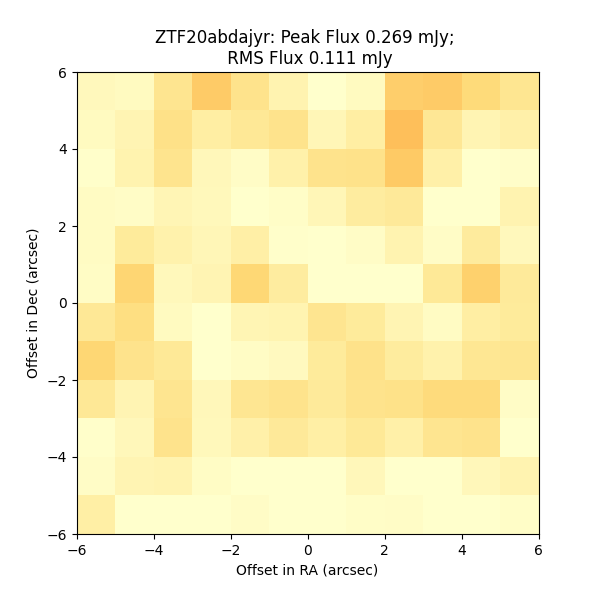 ZTF20abdajyr: Peak Flux 0.269 mJy;
RMS Flux 0.111 mJy
6
4
2
0
−2
−4
−6
Offset in Dec (arcsec)
−6 −4 −2 0 2 4 6
Offset in RA (arcsec)